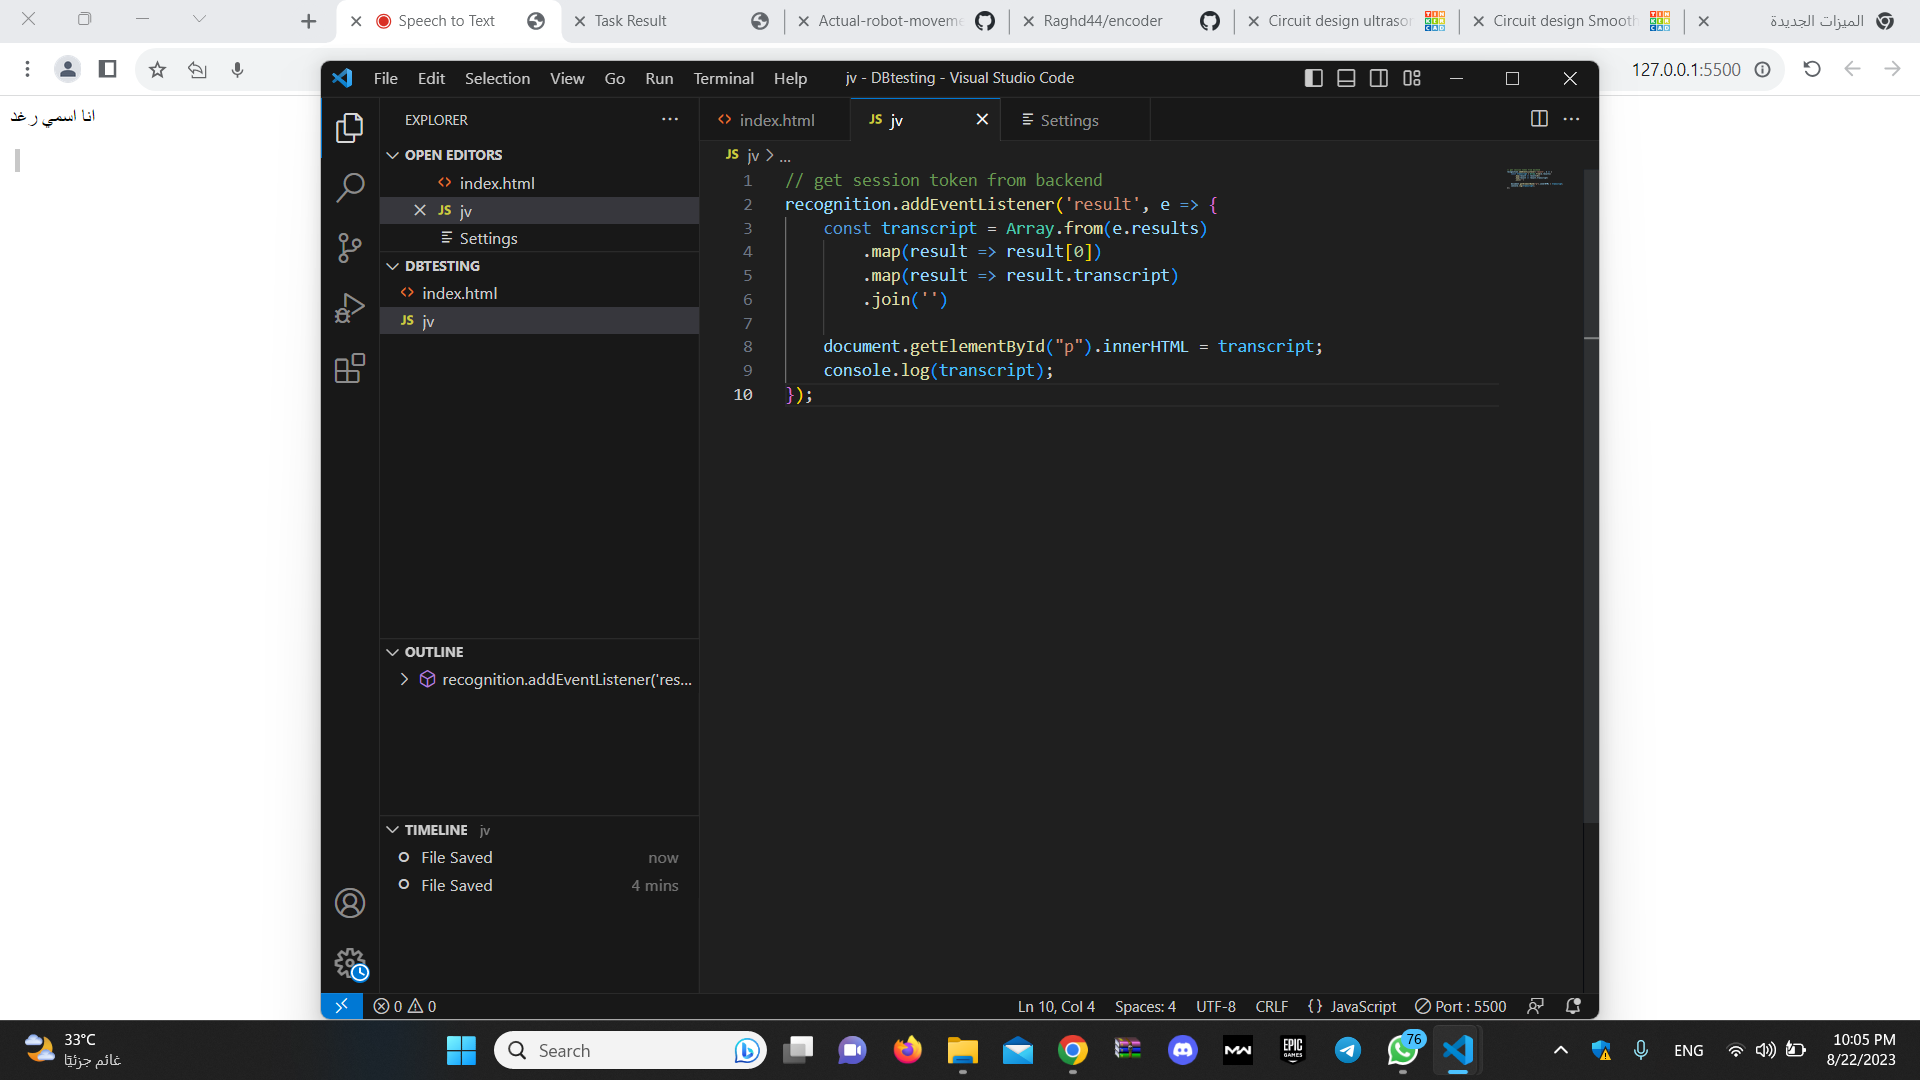 Speech to Text
Task Result
Actual-robot-moveme
Raghd44/encoder
Circuit design ultrasor
Circuit design Smooth
الميزات الجديدة
127.0.0.1:5500
انا اسمي رغد
File Edit Selection View Go Run Terminal Help
jv - DBtesting - Visual Studio Code
EXPLORER
OPEN EDITORS
index.html
JS jv
Settings
DBTESTING
index.html
JS jv
OUTLINE
recognition.addEventListener('res...
TIMELINE jv
File Saved now
File Saved 4 mins
index.html
JS jv
Settings
JS jv > ...
1 // get session token from backend
2 recognition.addEventListener('result', e => {
3 const transcript = Array.from(e.results)
4 .map(result => result[0])
5 .map(result => result.transcript)
6 .join('')
7
8 document.getElementById("p").innerHTML = transcript;
9 console.log(transcript);
10 });
0 0
Ln 10, Col 4 Spaces: 4 UTF-8 CRLF {} JavaScript Port : 5500
33°C
غائم جزئيًا
Search
MW
EPIC GAMES
76
ENG
10:05 PM
8/22/2023